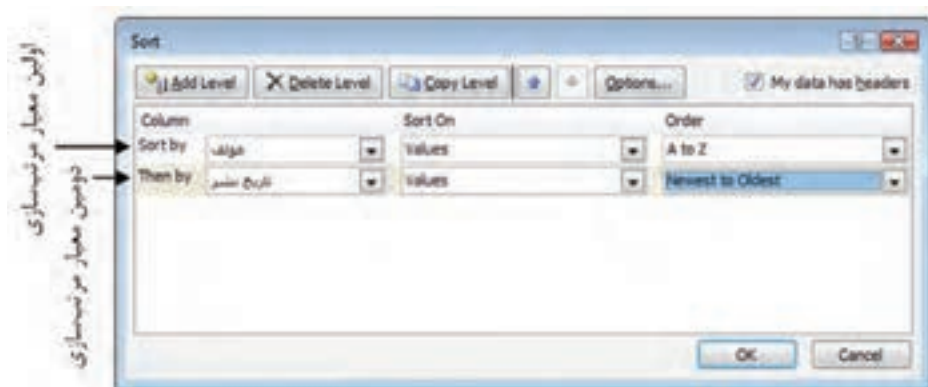 Sort
Add Level Delete Level Copy Level Options... My data has headers
Column Sort On Order
Sort by مولف Values A to Z
Then by تاریخ نشر Values Newest to Oldest
OK Cancel
اولین معیار مرتب‌سازی
دومین معیار مرتب‌سازی